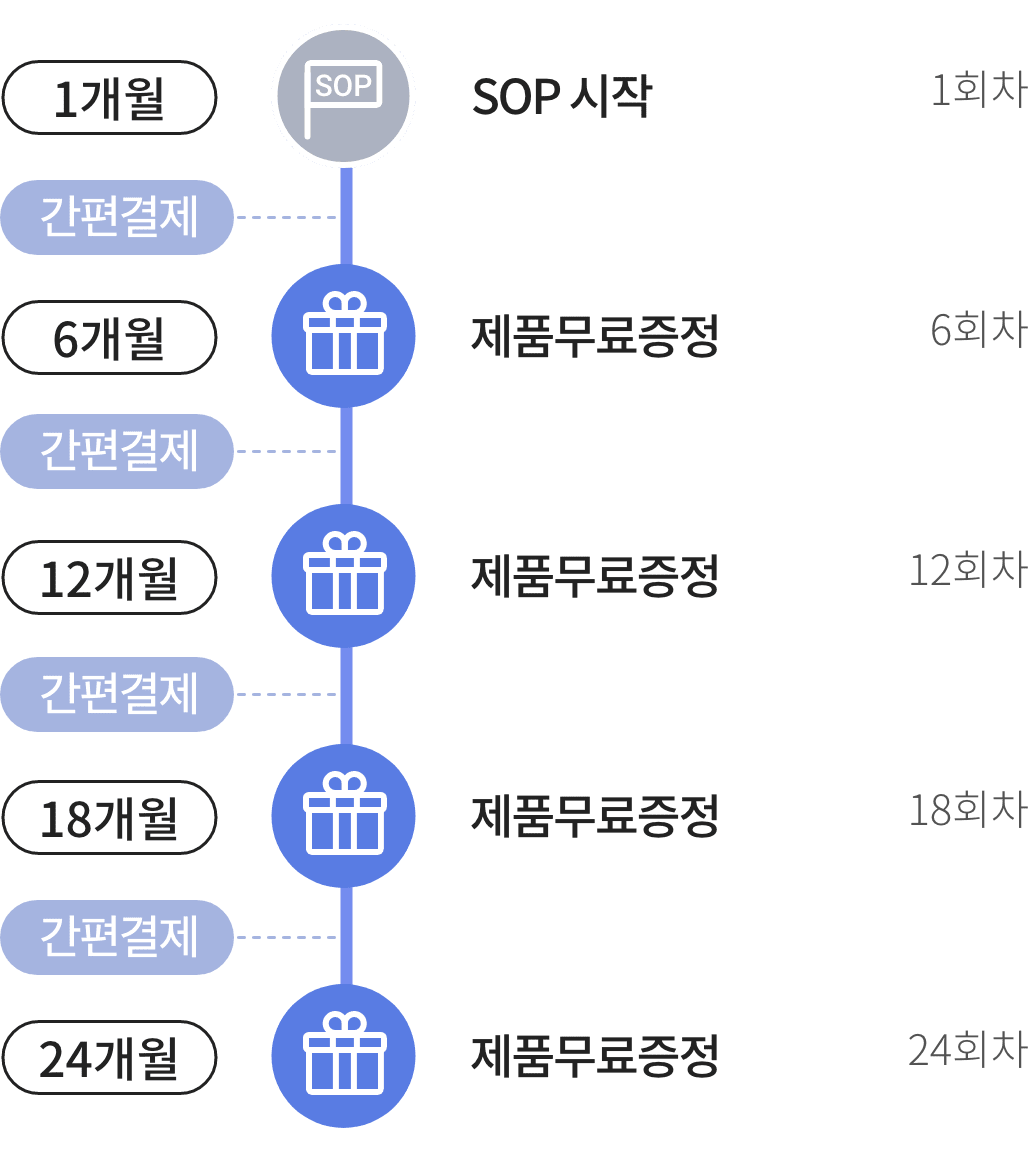 1개월
SOP
SOP 시작
1회차
간편결제
6개월
제품무료증정
6회차
간편결제
12개월
제품무료증정
12회차
간편결제
18개월
제품무료증정
18회차
간편결제
24개월
제품무료증정
24회차